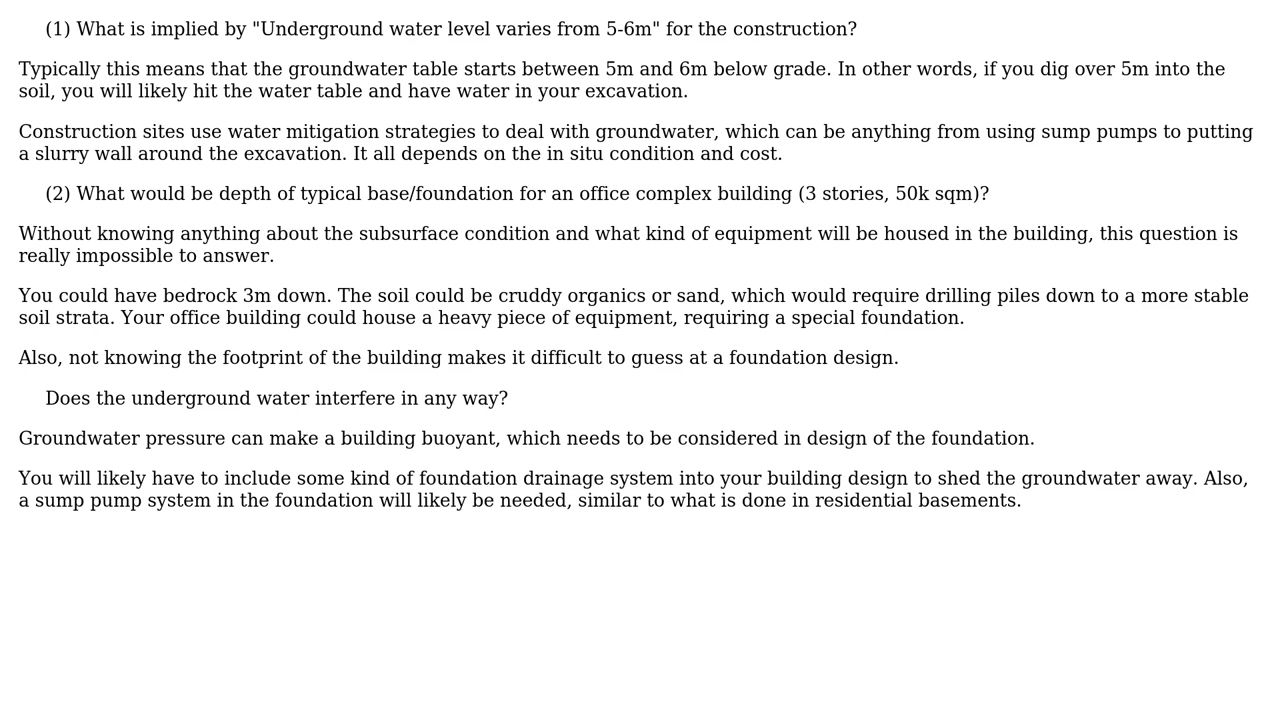 (1) What is implied by "Underground water level varies from 5-6m" for the construction?
Typically this means that the groundwater table starts between 5m and 6m below grade. In other words, if you dig over 5m into the
soil, you will likely hit the water table and have water in your excavation.
Construction sites use water mitigation strategies to deal with groundwater, which can be anything from using sump pumps to putting
a slurry wall around the excavation. It all depends on the in situ condition and cost.
(2) What would be depth of typical base/foundation for an office complex building (3 stories, 50k sqm)?
Without knowing anything about the subsurface condition and what kind of equipment will be housed in the building, this question is
really impossible to answer.
You could have bedrock 3m down. The soil could be cruddy organics or sand, which would require drilling piles down to a more stable
soil strata. Your office building could house a heavy piece of equipment, requiring a special foundation.
Also, not knowing the footprint of the building makes it difficult to guess at a foundation design.
Does the underground water interfere in any way?
Groundwater pressure can make a building buoyant, which needs to be considered in design of the foundation.
You will likely have to include some kind of foundation drainage system into your building design to shed the groundwater away. Also,
a sump pump system in the foundation will likely be needed, similar to what is done in residential basements.